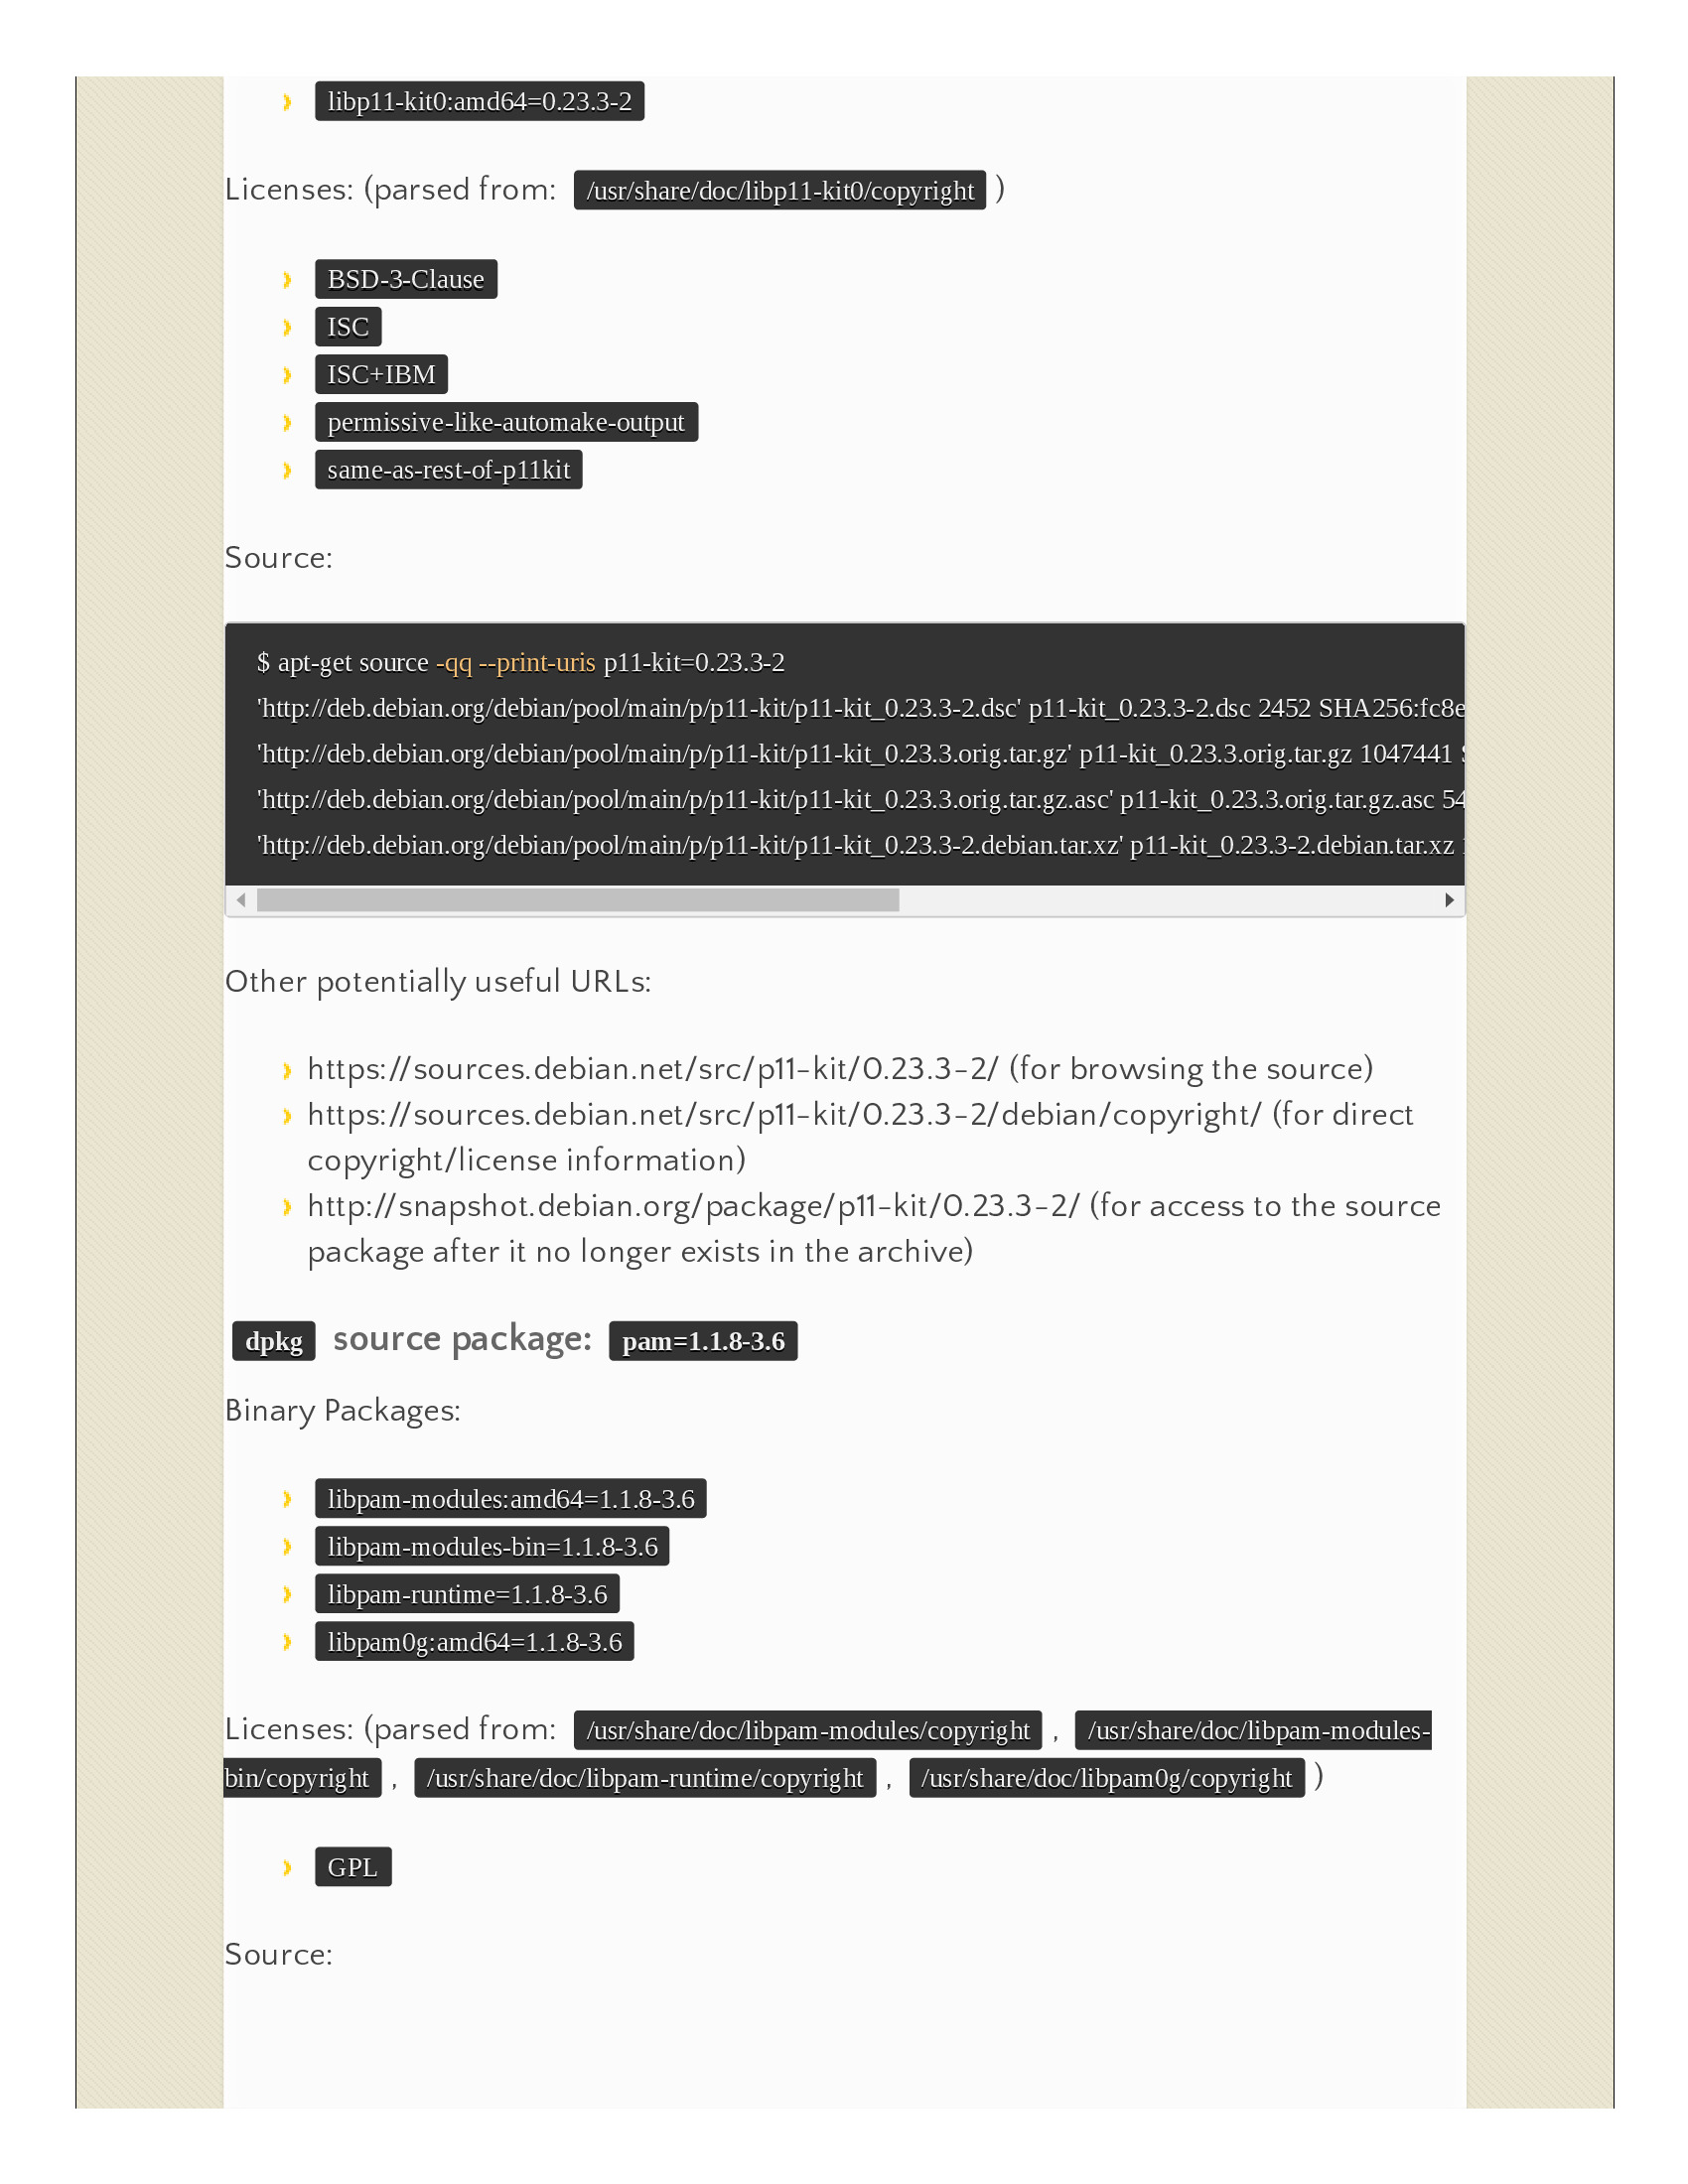 libp11-kit0:amd64=0.23.3-2
Licenses: (parsed from: /usr/share/doc/libp11-kit0/copyright )
BSD-3-Clause
ISC
ISC+IBM
permissive-like-automake-output
same-as-rest-of-p11kit
Source:
$ apt-get source -qq --print-uris p11-kit=0.23.3-2
'http://deb.debian.org/debian/pool/main/p/p11-kit/p11-kit_0.23.3-2.dsc' p11-kit_0.23.3-2.dsc 2452 SHA256:fc8e
'http://deb.debian.org/debian/pool/main/p/p11-kit/p11-kit_0.23.3.orig.tar.gz' p11-kit_0.23.3.orig.tar.gz 1047441
'http://deb.debian.org/debian/pool/main/p/p11-kit/p11-kit_0.23.3.orig.tar.gz.asc' p11-kit_0.23.3.orig.tar.gz.asc 54
'http://deb.debian.org/debian/pool/main/p/p11-kit/p11-kit_0.23.3-2.debian.tar.xz' p11-kit_0.23.3-2.debian.tar.xz
Other potentially useful URLs:
https://sources.debian.net/src/p11-kit/0.23.3-2/ (for browsing the source)
https://sources.debian.net/src/p11-kit/0.23.3-2/debian/copyright/ (for direct
copyright/license information)
http://snapshot.debian.org/package/p11-kit/0.23.3-2/ (for access to the source
package after it no longer exists in the archive)
dpkg source package: pam=1.1.8-3.6
Binary Packages:
libpam-modules:amd64=1.1.8-3.6
libpam-modules-bin=1.1.8-3.6
libpam-runtime=1.1.8-3.6
libpam0g:amd64=1.1.8-3.6
Licenses: (parsed from: /usr/share/doc/libpam-modules/copyright , /usr/share/doc/libpam-modules-
bin/copyright , /usr/share/doc/libpam-runtime/copyright , /usr/share/doc/libpam0g/copyright )
GPL
Source: